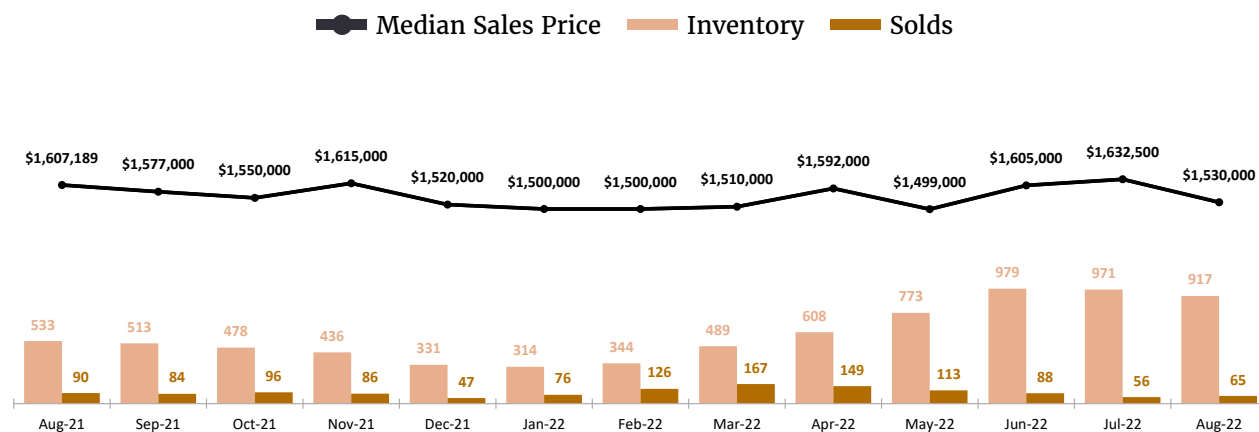 Median Sales Price Inventory Solds
$1,607,189 $1,577,000 $1,550,000 $1,615,000 $1,520,000 $1,500,000 $1,500,000 $1,510,000 $1,592,000 $1,499,000 $1,605,000 $1,632,500 $1,530,000
533 513 478 436 331 314 344 489 608 773 979 971 917
90 84 96 86 47 76 126 167 149 113 88 56 65
Aug-21 Sep-21 Oct-21 Nov-21 Dec-21 Jan-22 Feb-22 Mar-22 Apr-22 May-22 Jun-22 Jul-22 Aug-22